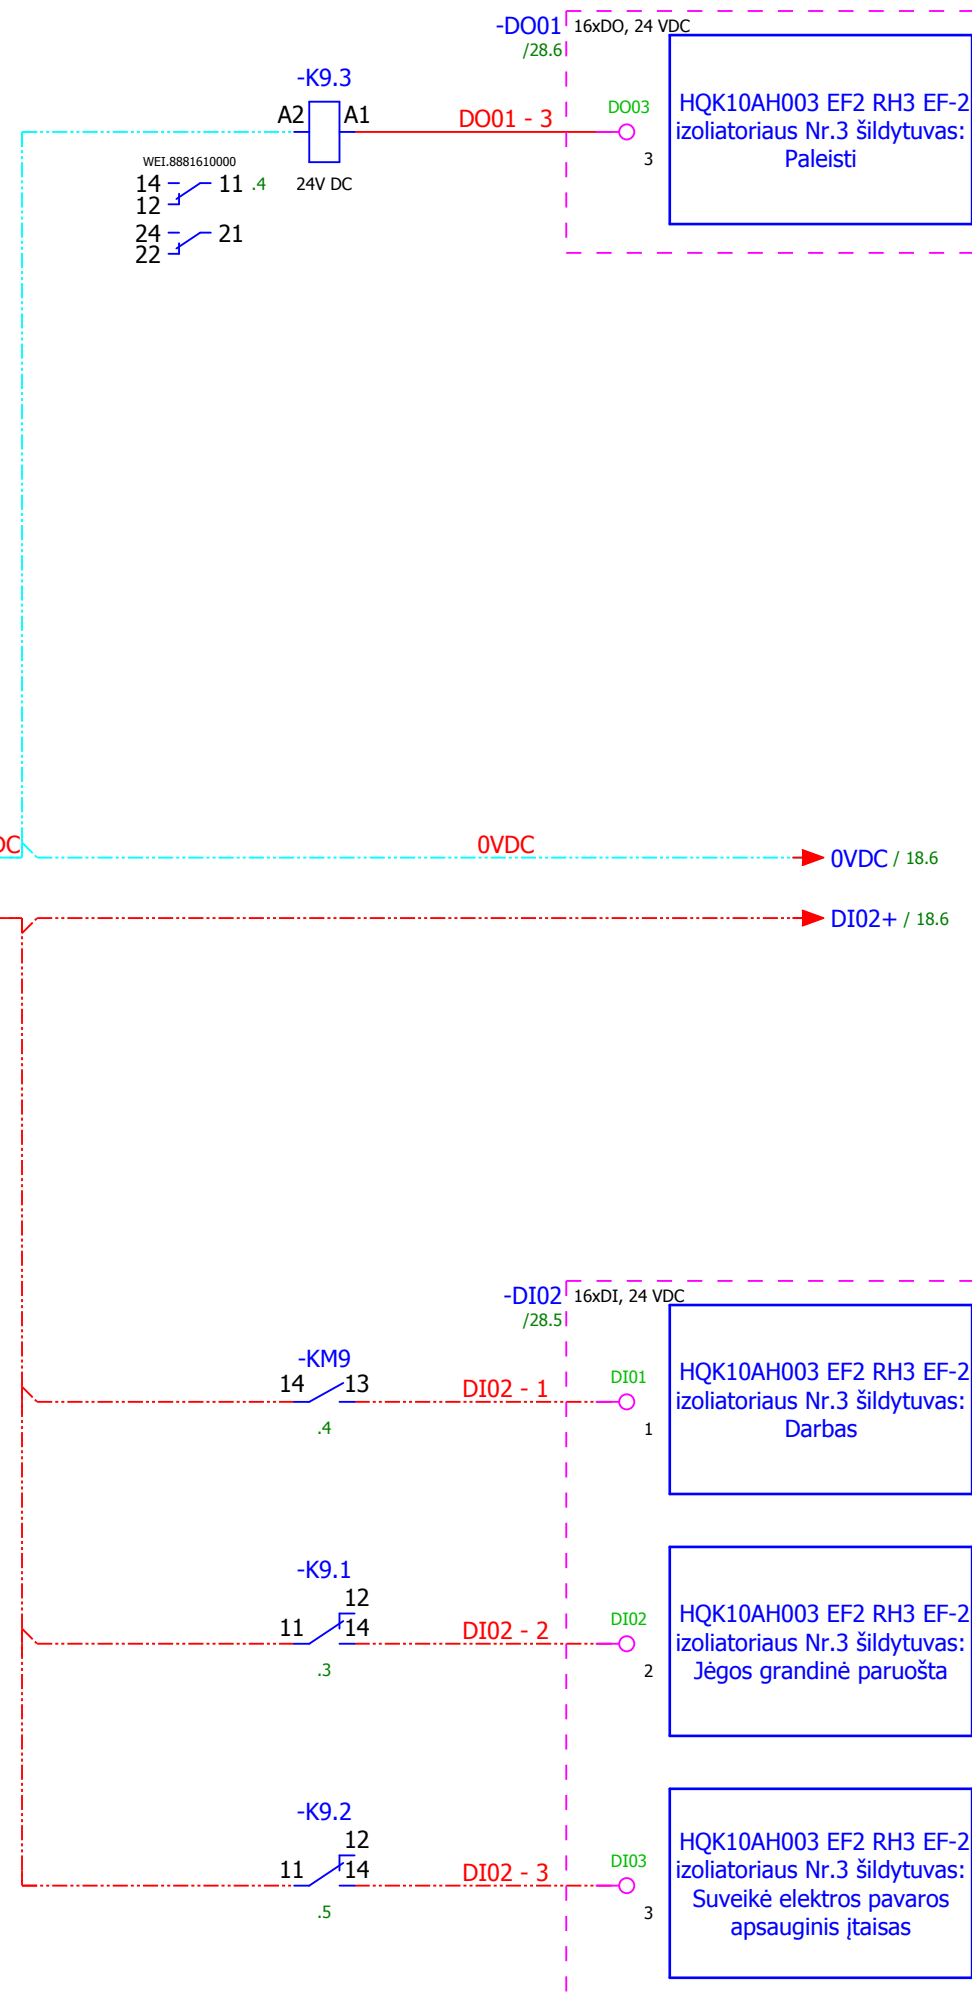 -DO01
16xDO, 24 VDC
/28.6
-K9.3
A2
A1
DO01 - 3
DO03
3
HQK10AH003 EF2 RH3 EF-2
izoliatoriaus Nr.3 šildytuvas:
Paleisti
WEI.8881610000
24V DC
14
11 .4
12
24
21
22
DC
0VDC
0VDC / 18.6
DI02+ / 18.6
-DI02
16xDI, 24 VDC
/28.5
-KM9
14
13
.4
DI02 - 1
DI01
1
HQK10AH003 EF2 RH3 EF-2
izoliatoriaus Nr.3 šildytuvas:
Darbas
-K9.1
12
11
14
.3
DI02 - 2
DI02
2
HQK10AH003 EF2 RH3 EF-2
izoliatoriaus Nr.3 šildytuvas:
Jėgos grandinė paruošta
-K9.2
12
11
14
.5
DI02 - 3
DI03
3
HQK10AH003 EF2 RH3 EF-2
izoliatoriaus Nr.3 šildytuvas:
Suveikė elektros pavaros
apsauginis įtaisas